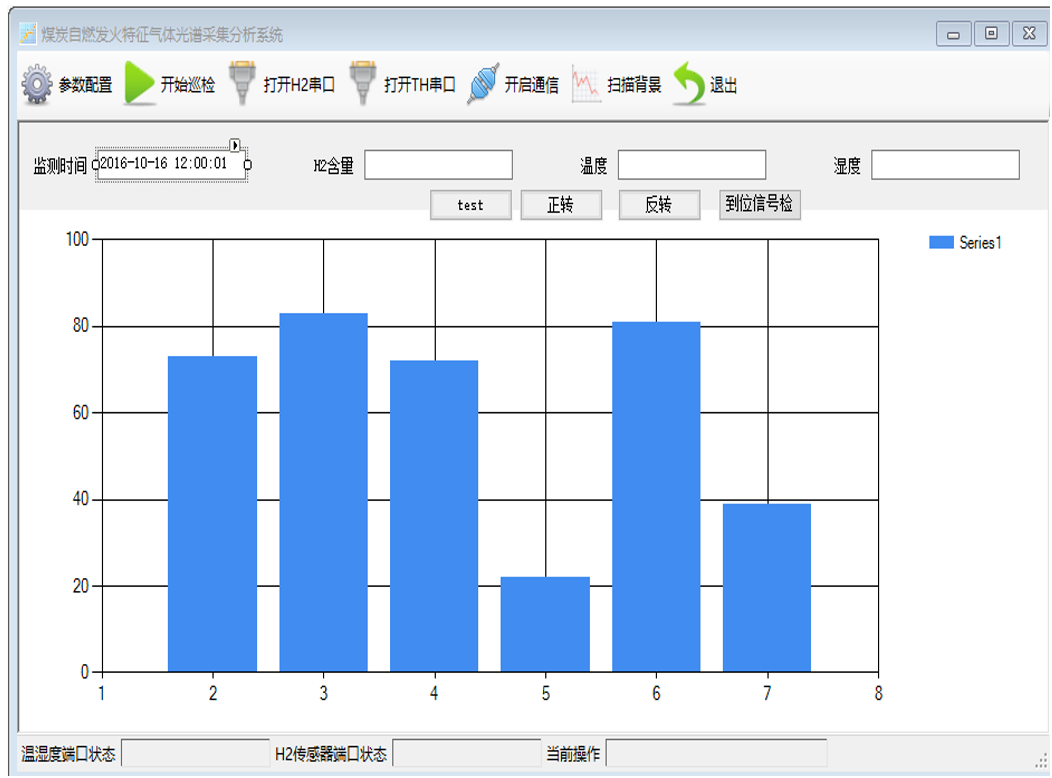 煤炭自燃发火特征气体光谱采集分析系统
参数配置 开始巡检 打开H2串口 打开TH串口 开启通信 扫描背景 退出
监测时间 2016-10-16 12:00:01 H2含量 温度 湿度
test 正转 反转 到位信号检
100
Series1
80
60
40
20
0
1 2 3 4 5 6 7 8
温湿度端口状态 H2传感器端口状态 当前操作